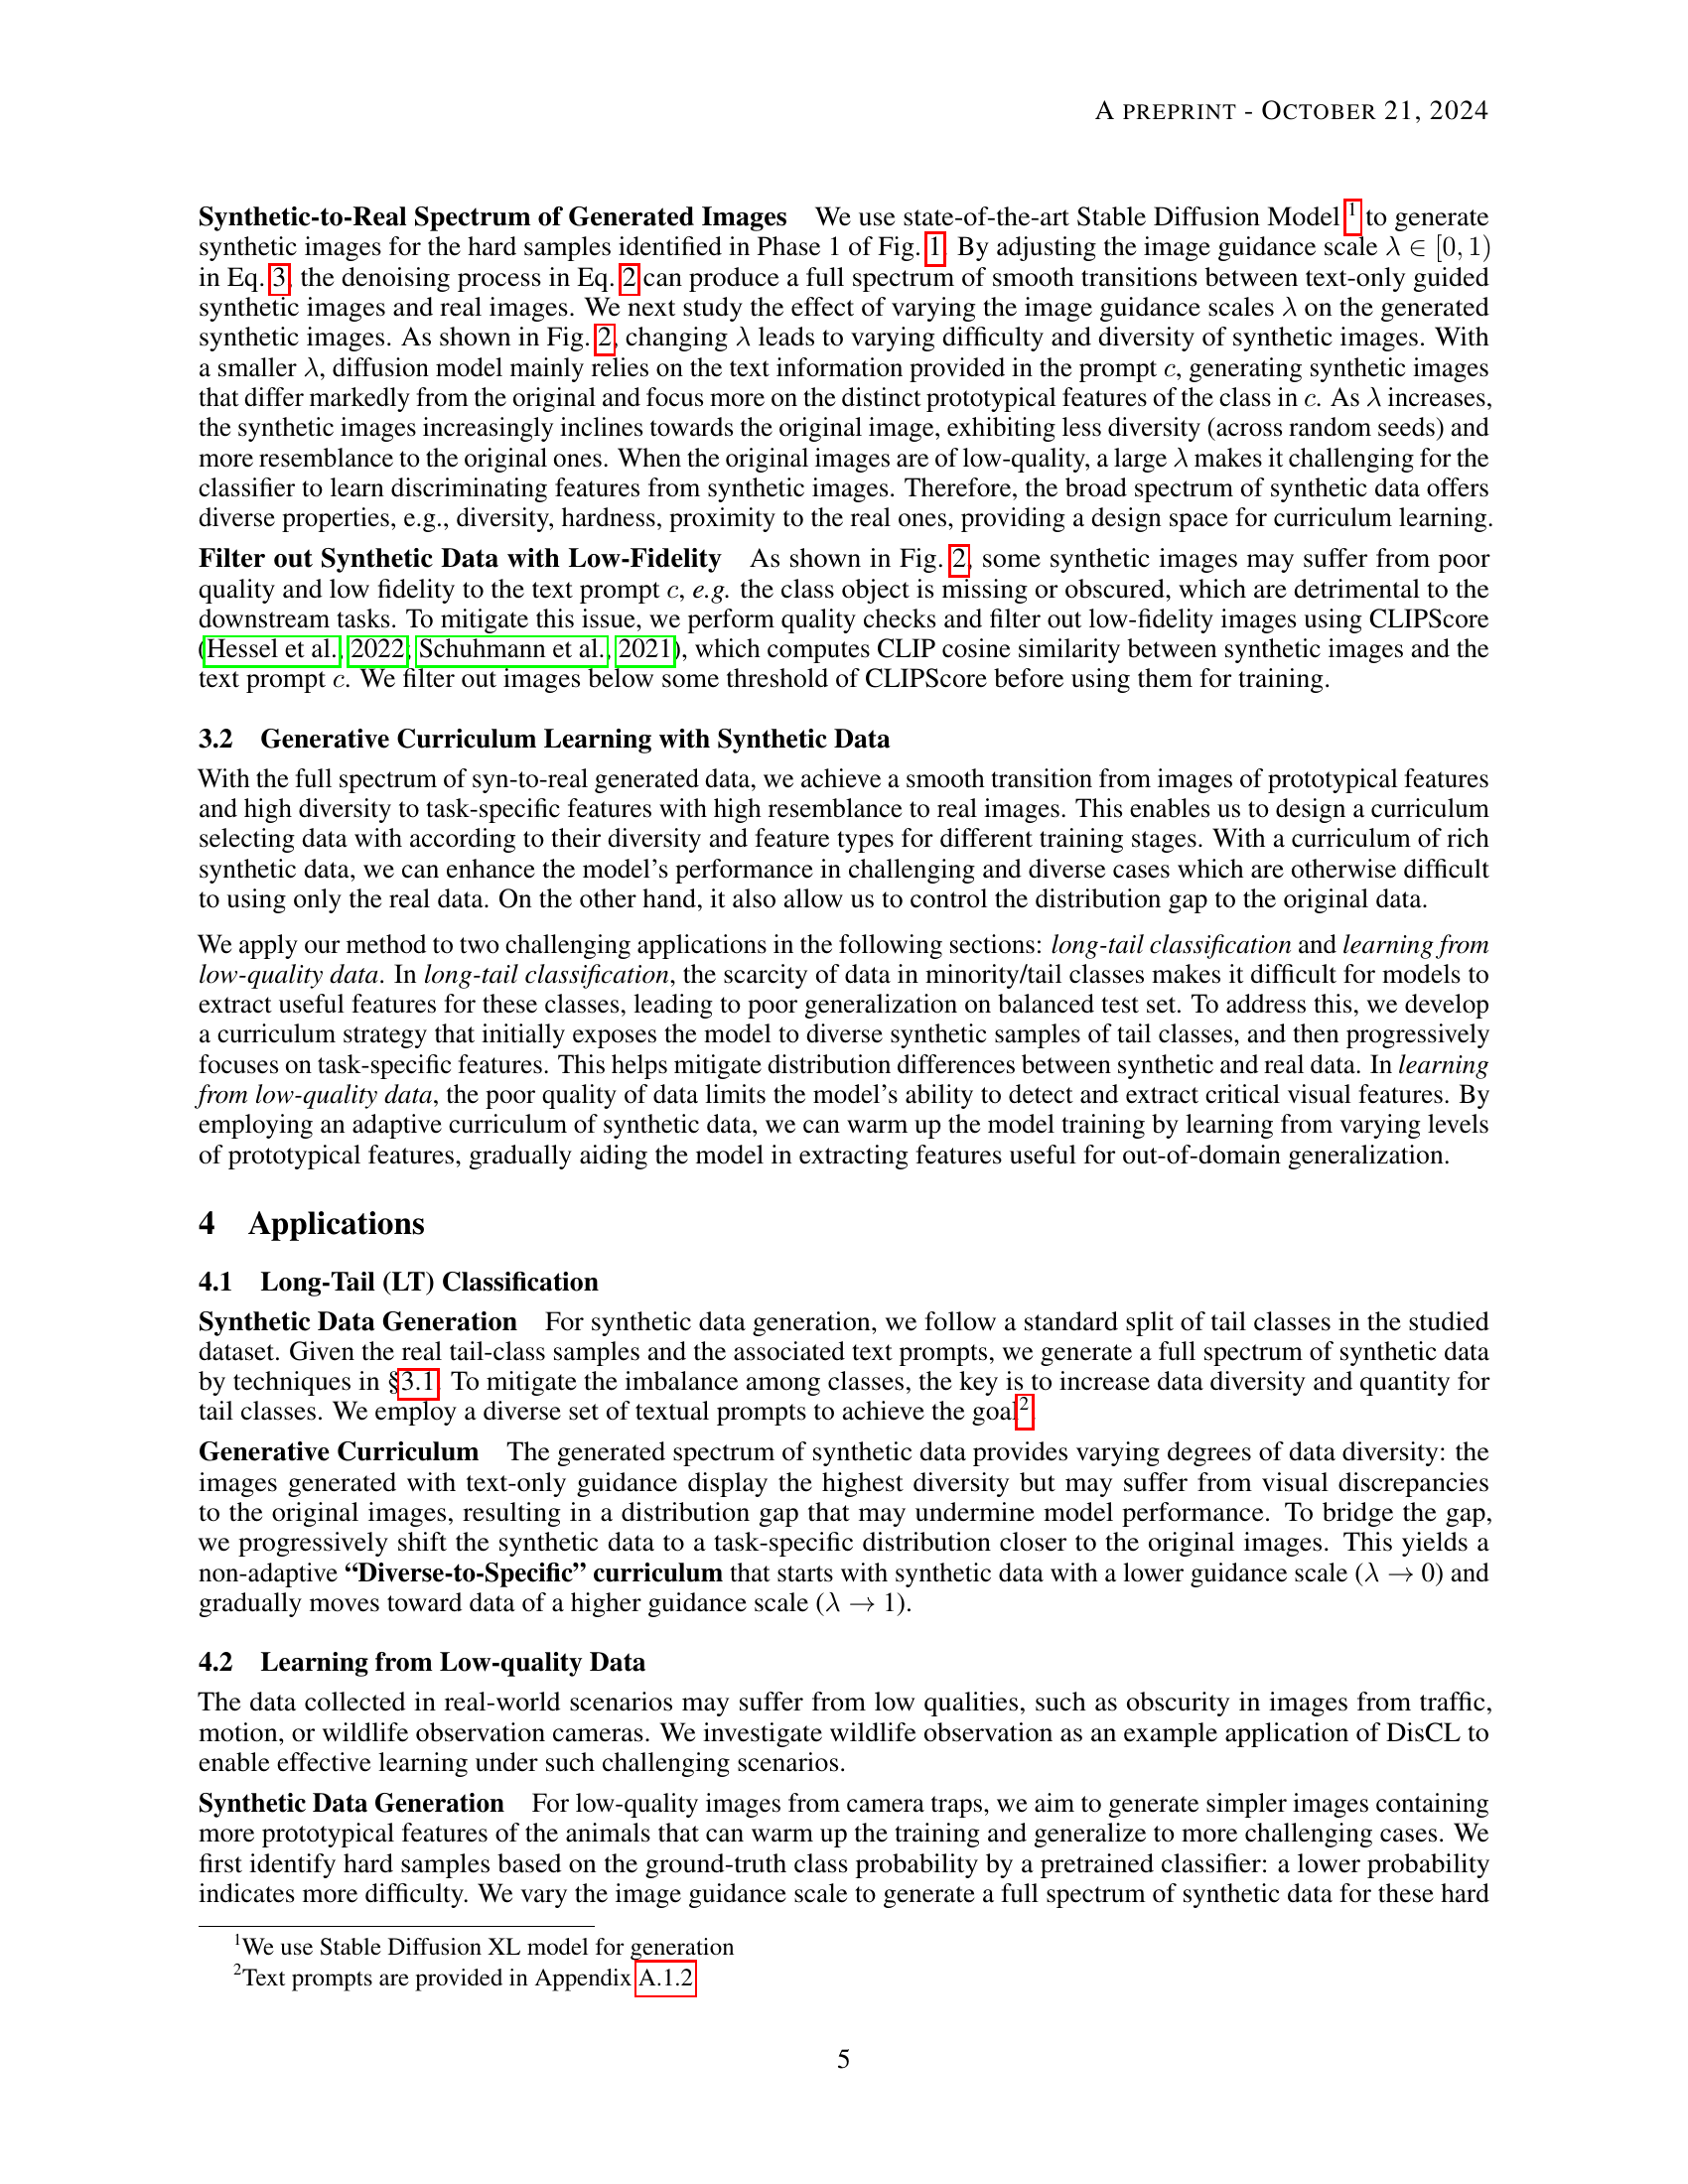 A PREPRINT - OCTOBER 21, 2024
Synthetic-to-Real Spectrum of Generated Images We use state-of-the-art Stable Diffusion Model 1 to generate
synthetic images for the hard samples identified in Phase 1 of Fig. 1. By adjusting the image guidance scale λ ∈ [0, 1)
in Eq. 3, the denoising process in Eq. 2 can produce a full spectrum of smooth transitions between text-only guided
synthetic images and real images. We next study the effect of varying the image guidance scales λ on the generated
synthetic images. As shown in Fig. 2, changing λ leads to varying difficulty and diversity of synthetic images. With
a smaller λ, diffusion model mainly relies on the text information provided in the prompt c, generating synthetic images
that differ markedly from the original and focus more on the distinct prototypical features of the class in c. As λ increases,
the synthetic images increasingly inclines towards the original image, exhibiting less diversity (across random seeds) and
more resemblance to the original ones. When the original images are of low-quality, a large λ makes it challenging for the
classifier to learn discriminating features from synthetic images. Therefore, the broad spectrum of synthetic data offers
diverse properties, e.g., diversity, hardness, proximity to the real ones, providing a design space for curriculum learning.
Filter out Synthetic Data with Low-Fidelity As shown in Fig. 2, some synthetic images may suffer from poor
quality and low fidelity to the text prompt c, e.g. the class object is missing or obscured, which are detrimental to the
downstream tasks. To mitigate this issue, we perform quality checks and filter out low-fidelity images using CLIPScore
(Hessel et al., 2022; Schuhmann et al., 2021), which computes CLIP cosine similarity between synthetic images and the
text prompt c. We filter out images below some threshold of CLIPScore before using them for training.
3.2 Generative Curriculum Learning with Synthetic Data
With the full spectrum of syn-to-real generated data, we achieve a smooth transition from images of prototypical features
and high diversity to task-specific features with high resemblance to real images. This enables us to design a curriculum
selecting data with according to their diversity and feature types for different training stages. With a curriculum of rich
synthetic data, we can enhance the model's performance in challenging and diverse cases which are otherwise difficult
to using only the real data. On the other hand, it also allow us to control the distribution gap to the original data.
We apply our method to two challenging applications in the following sections: long-tail classification and learning from
low-quality data. In long-tail classification, the scarcity of data in minority/tail classes makes it difficult for models to
extract useful features for these classes, leading to poor generalization on balanced test set. To address this, we develop
a curriculum strategy that initially exposes the model to diverse synthetic samples of tail classes, and then progressively
focuses on task-specific features. This helps mitigate distribution differences between synthetic and real data. In learning
from low-quality data, the poor quality of data limits the model's ability to detect and extract critical visual features. By
employing an adaptive curriculum of synthetic data, we can warm up the model training by learning from varying levels
of prototypical features, gradually aiding the model in extracting features useful for out-of-domain generalization.
4 Applications
4.1 Long-Tail (LT) Classification
Synthetic Data Generation For synthetic data generation, we follow a standard split of tail classes in the studied
dataset. Given the real tail-class samples and the associated text prompts, we generate a full spectrum of synthetic data
by techniques in §3.1. To mitigate the imbalance among classes, the key is to increase data diversity and quantity for
tail classes. We employ a diverse set of textual prompts to achieve the goal2.
Generative Curriculum The generated spectrum of synthetic data provides varying degrees of data diversity: the
images generated with text-only guidance display the highest diversity but may suffer from visual discrepancies
to the original images, resulting in a distribution gap that may undermine model performance. To bridge the gap,
we progressively shift the synthetic data to a task-specific distribution closer to the original images. This yields a
non-adaptive “Diverse-to-Specific” curriculum that starts with synthetic data with a lower guidance scale (λ → 0) and
gradually moves toward data of a higher guidance scale (λ → 1).
4.2 Learning from Low-quality Data
The data collected in real-world scenarios may suffer from low qualities, such as obscurity in images from traffic,
motion, or wildlife observation cameras. We investigate wildlife observation as an example application of DisCL to
enable effective learning under such challenging scenarios.
Synthetic Data Generation For low-quality images from camera traps, we aim to generate simpler images containing
more prototypical features of the animals that can warm up the training and generalize to more challenging cases. We
first identify hard samples based on the ground-truth class probability by a pretrained classifier: a lower probability
indicates more difficulty. We vary the image guidance scale to generate a full spectrum of synthetic data for these hard
1We use Stable Diffusion XL model for generation
2Text prompts are provided in Appendix A.1.2
5